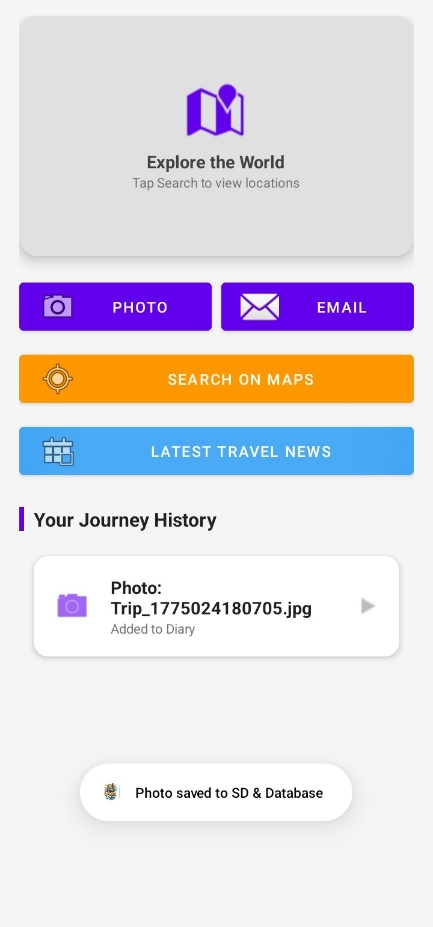 Explore the World
Tap Search to view locations
PHOTO
EMAIL
SEARCH ON MAPS
LATEST TRAVEL NEWS
Your Journey History
Photo:
Trip_1775024180705.jpg
Added to Diary
Photo saved to SD & Database